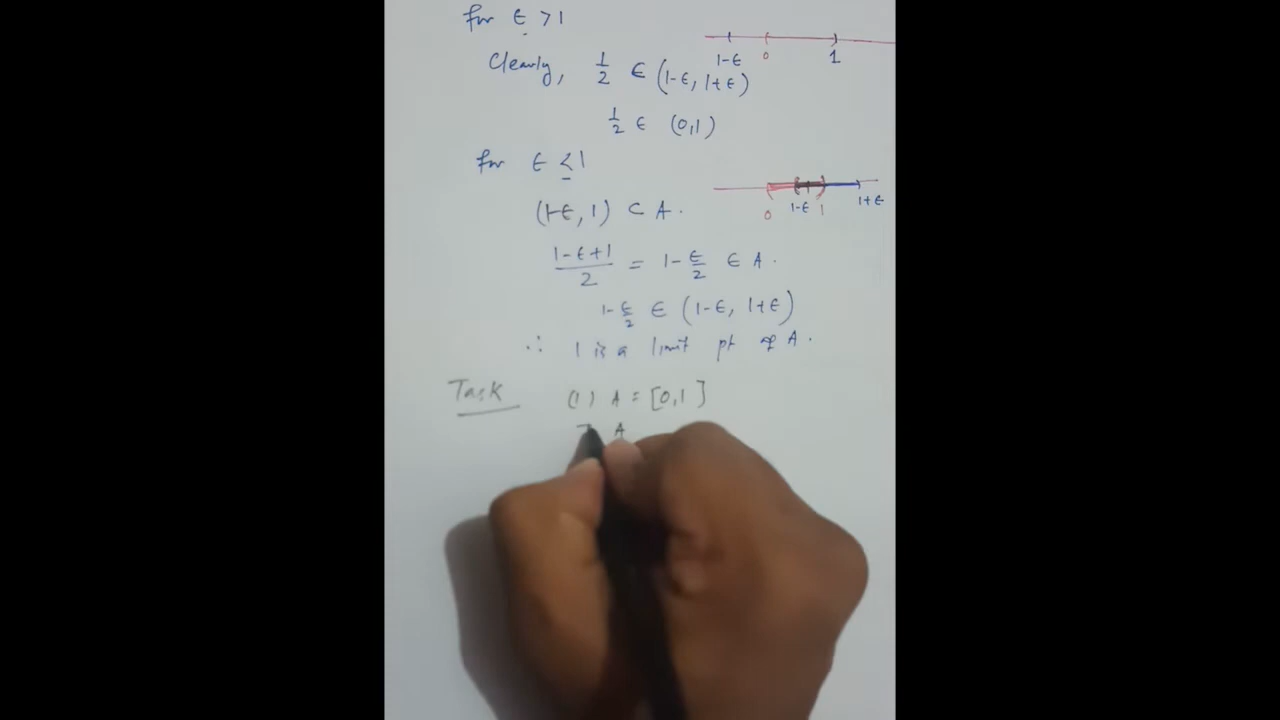 for ε > 1
1-ε 0 1
Clearly, 1/2 ∈ (1-ε, 1+ε)
1/2 ∈ (0,1)
for ε ≤ 1
0 1-ε 1 1+ε
(1-ε, 1) ⊂ A.
(1-ε+1)/2 = 1-ε/2 ∈ A.
1-ε/2 ∈ (1-ε, 1+ε)
∴ 1 is a limit pt of A.
Task (1) A = [0,1]
A